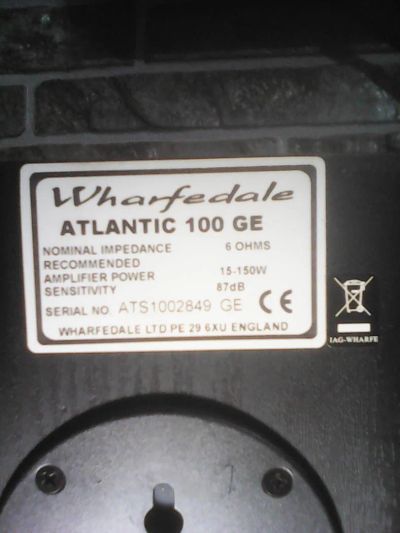 Wharfedale
ATLANTIC 100 GE
NOMINAL IMPEDANCE 6 OHMS
RECOMMENDED
AMPLIFIER POWER 15-150W
SENSITIVITY 87dB
SERIAL NO. ATS1002849 GE CE
WHARFEDALE LTD PE 29 6XU ENGLAND
IAG-WHARFE